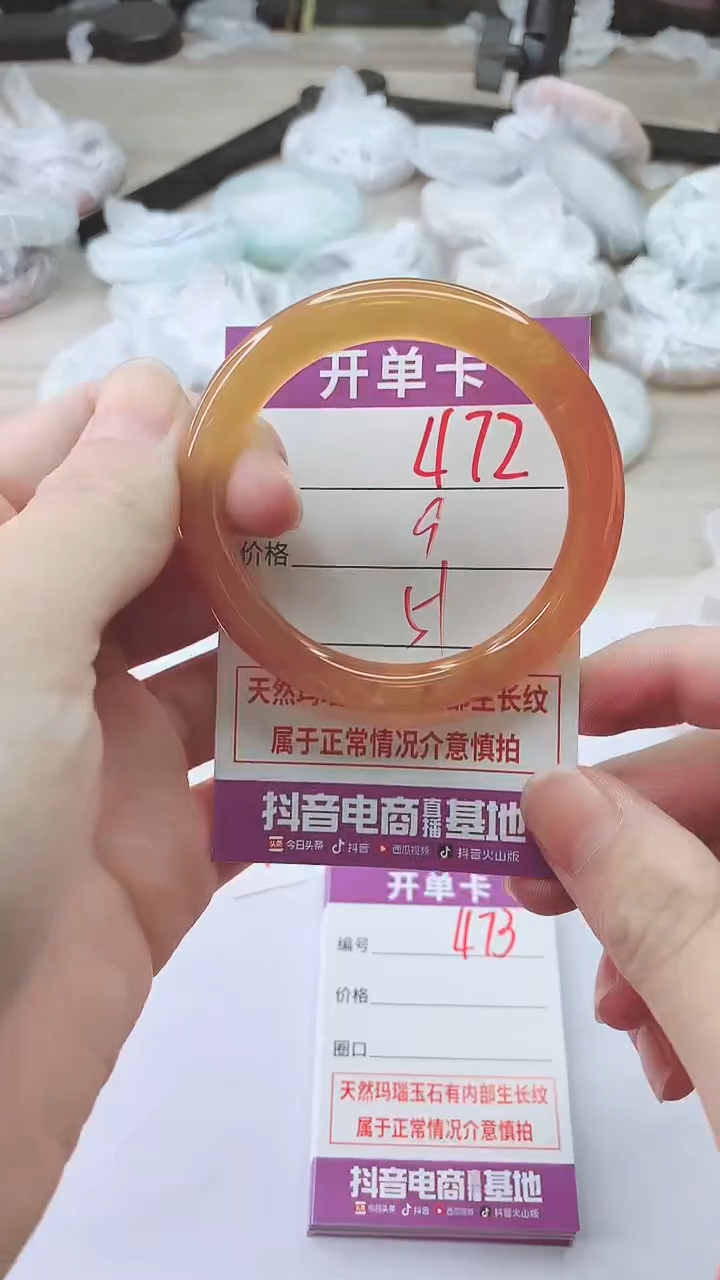 开单卡
472
价格 9
51
天然玛 部生长纹
属于正常情况介意慎拍
抖音电商直播基地
头条 今日头条 抖音 西瓜视频 抖音火山版
开单卡
编号 473
价格
圈口
天然玛瑙玉石有内部生长纹
属于正常情况介意慎拍
抖音电商直播基地
今日头条 抖音 西瓜视频 抖音火山版